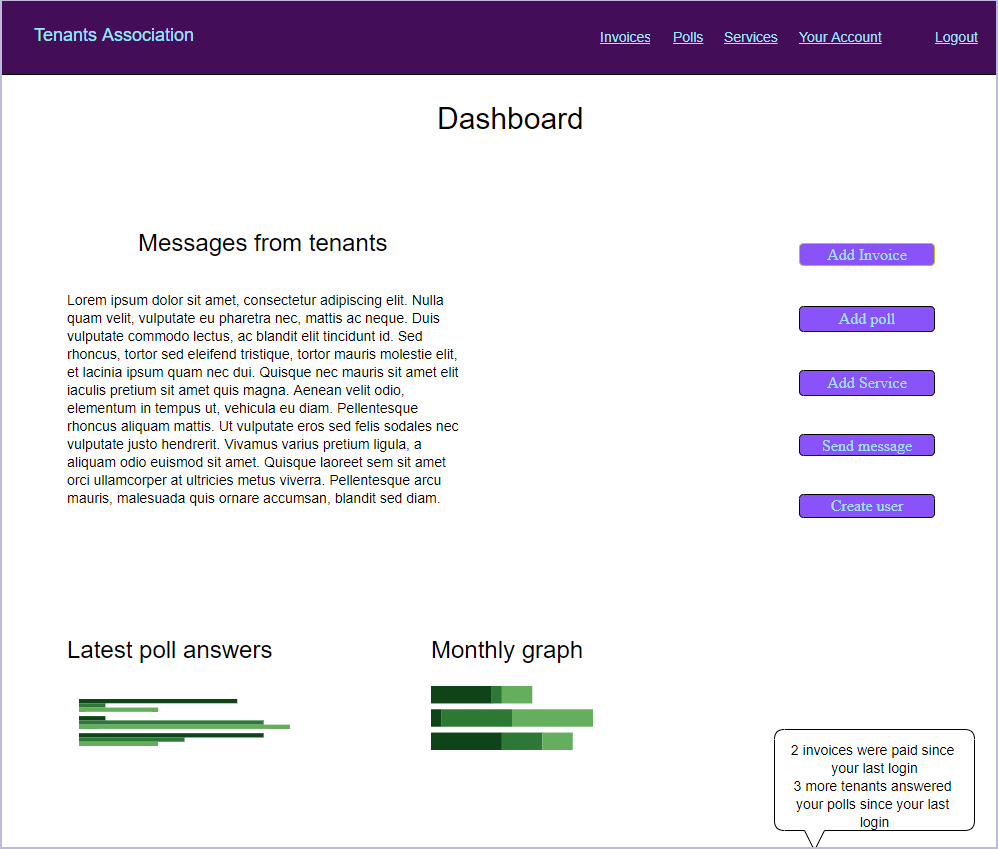 Tenants Association
Invoices Polls Services Your Account Logout
Dashboard
Messages from tenants
Lorem ipsum dolor sit amet, consectetur adipiscing elit. Nulla
quam velit, vulputate eu pharetra nec, mattis ac neque. Duis
vulputate commodo lectus, ac blandit elit tincidunt id. Sed
rhoncus, tortor sed eleifend tristique, tortor mauris molestie elit,
et lacinia ipsum quam nec dui. Quisque nec mauris sit amet elit
iaculis pretium sit amet quis magna. Aenean velit odio,
elementum in tempus ut, vehicula eu diam. Pellentesque
rhoncus aliquam mattis. Ut vulputate eros sed felis sodales nec
vulputate justo hendrerit. Vivamus varius pretium ligula, a
aliquam odio euismod sit amet. Quisque laoreet sem sit amet
orci ullamcorper at ultricies metus viverra. Pellentesque arcu
mauris, malesuada quis ornare accumsan, blandit sed diam.
Add Invoice
Add poll
Add Service
Send message
Create user
Latest poll answers
Monthly graph
2 invoices were paid since
your last login
3 more tenants answered
your polls since your last
login